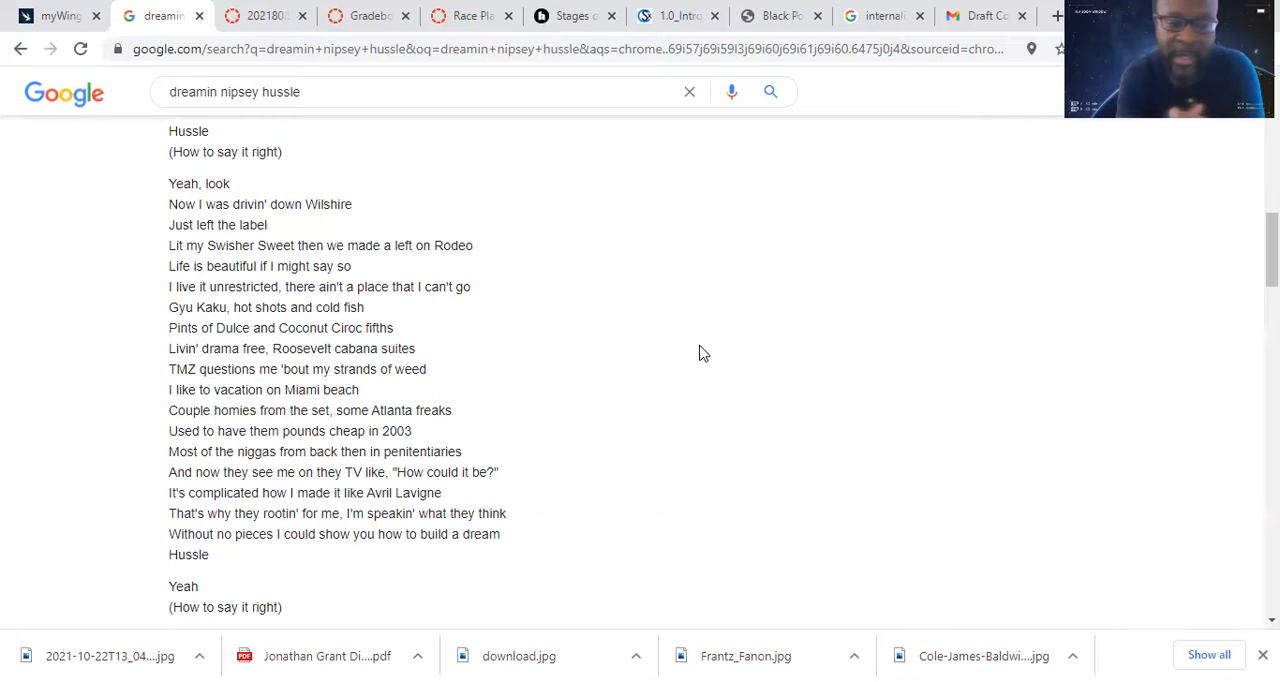 myWing
dreamin
202180
Gradeb
Race Pla
Stages o
1.0_Intro
Black Po
internali
Draft Co
google.com/search?q=dreamin+nipsey+hussle&oq=dreamin+nipsey+hussle&aqs=chrome..69i57j69i59l3j69i60j69i61j69i60.6475j0j4&sourceid=chro...
Google
dreamin nipsey hussle
Hussle
(How to say it right)
Yeah, look
Now I was drivin' down Wilshire
Just left the label
Lit my Swisher Sweet then we made a left on Rodeo
Life is beautiful if I might say so
I live it unrestricted, there ain't a place that I can't go
Gyu Kaku, hot shots and cold fish
Pints of Dulce and Coconut Ciroc fifths
Livin' drama free, Roosevelt cabana suites
TMZ questions me 'bout my strands of weed
I like to vacation on Miami beach
Couple homies from the set, some Atlanta freaks
Used to have them pounds cheap in 2003
Most of the niggas from back then in penitentiaries
And now they see me on they TV like, "How could it be?"
It's complicated how I made it like Avril Lavigne
That's why they rootin' for me, I'm speakin' what they think
Without no pieces I could show you how to build a dream
Hussle
Yeah
(How to say it right)
2021-10-22T13_04....jpg
Jonathan Grant Di....pdf
download.jpg
Frantz_Fanon.jpg
Cole-James-Baldwi....jpg
Show all